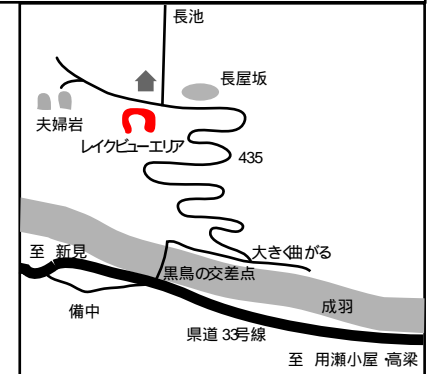 長池
長屋坂
夫婦岩
レイクビューエリア
435
大きく曲がる
至 新見
黒鳥の交差点
成羽
備中
県道 33号線
至 用瀬小屋・高梁